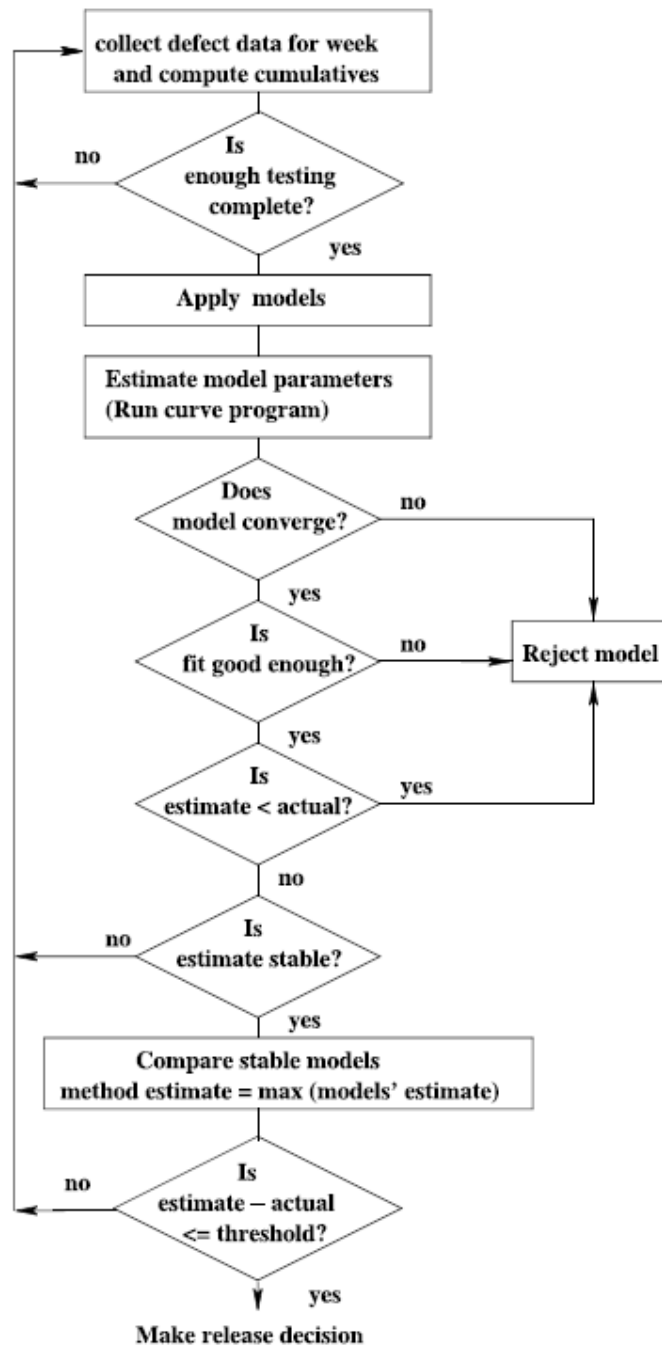 collect defect data for week
and compute cumulatives
Is
enough testing
complete?
no
yes
Apply models
Estimate model parameters
(Run curve program)
Does
model converge?
no
yes
Is
fit good enough?
no
Reject model
yes
Is
estimate < actual?
yes
no
Is
estimate stable?
no
yes
Compare stable models
method estimate = max (models' estimate)
Is
estimate – actual
<= threshold?
no
yes
Make release decision